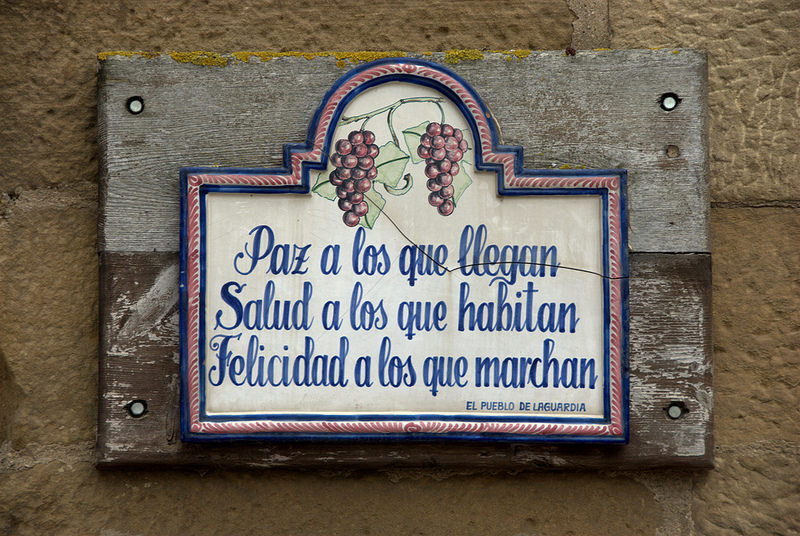 Paz a los que llegan
Salud a los que habitan
Felicidad a los que marchan
EL PUEBLO DE LAGUARDIA